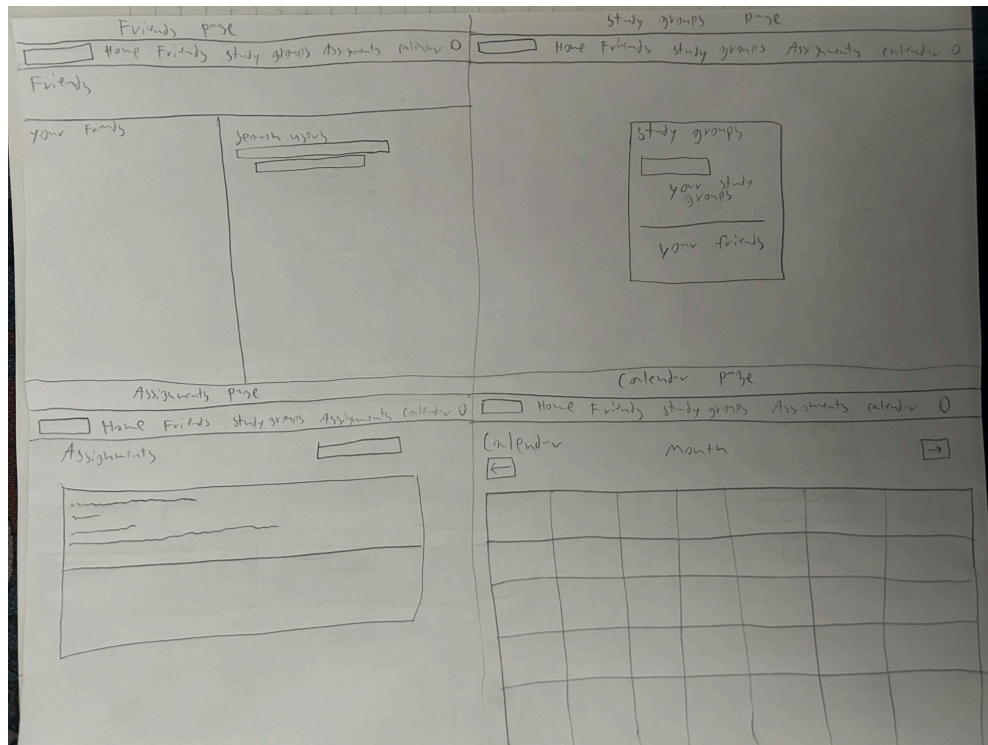 Friends page
Home Friends Study groups Assignments calendar O
Friends
your Friends
Search users
Study groups page
Home Friends study groups Assignments calendar O
Study groups
your study
groups
your friends
Assignments page
Home Friends study groups Assignments calendar O
Assignments
Calendar page
Home Friends study groups Assignments calendar O
Calendar
Month
←
→